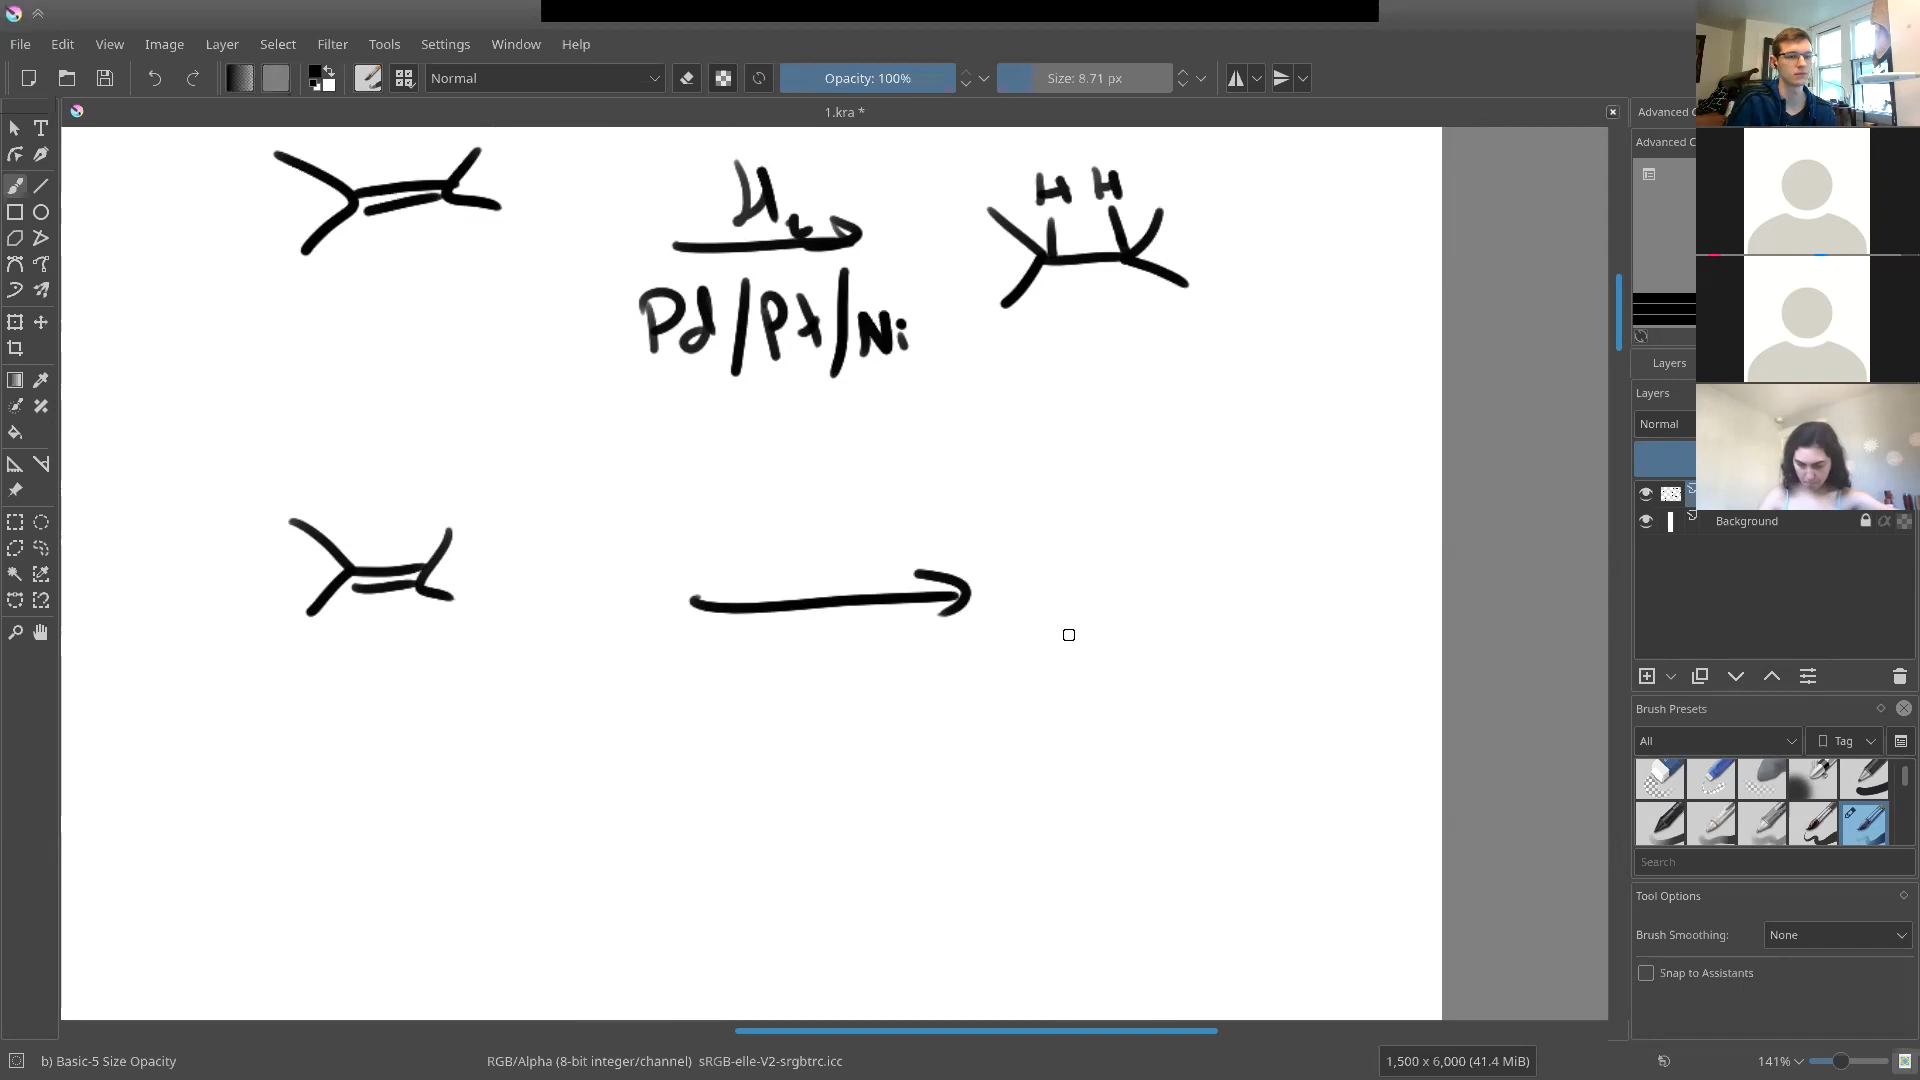 File Edit View Image Layer Select Filter Tools Settings Window Help
Normal Opacity: 100% Size: 8.71 px
1.kra *
Advanced C
Advanced C
H H
H₂
Pd/Pt/Ni
Layers
Layers
Normal
Background
Brush Presets
All Tag
Search
Tool Options
Brush Smoothing: None
Snap to Assistants
b) Basic-5 Size Opacity RGB/Alpha (8-bit integer/channel) sRGB-elle-V2-srgbtrc.icc 1,500 x 6,000 (41.4 MiB) 141%